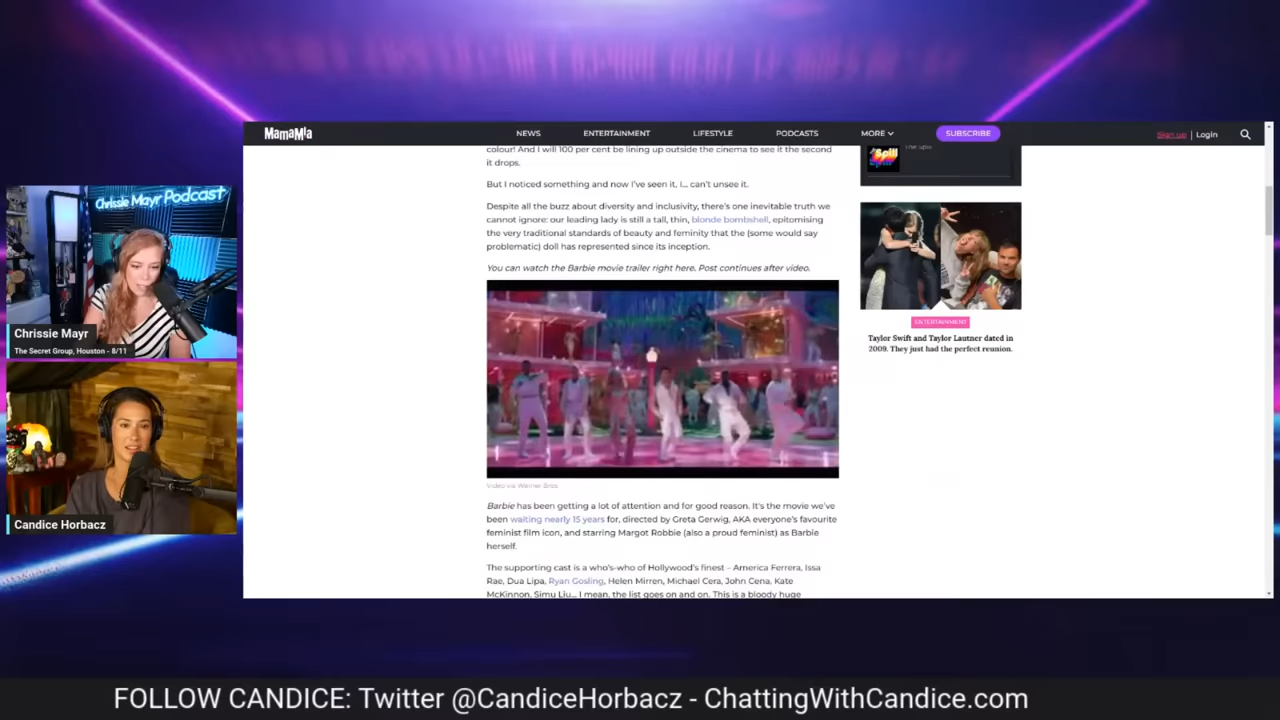 MamaMia
NEWS
ENTERTAINMENT
LIFESTYLE
PODCASTS
MORE
SUBSCRIBE
Sign up | Login
colour! And I will 100 per cent be lining up outside the cinema to see it the second
it drops.
But I noticed something and now I've seen it, I... can't unsee it.
Despite all the buzz about diversity and inclusivity, there's one inevitable truth we
cannot ignore: our leading lady is still a tall, thin, blonde bombshell, epitomising
the very traditional standards of beauty and feminity that the (some would say
problematic) doll has represented since its inception.
You can watch the Barbie movie trailer right here. Post continues after video.
Video via Warner Bros.
Barbie has been getting a lot of attention and for good reason. It's the movie we've
been waiting nearly 15 years for, directed by Greta Gerwig, AKA everyone's favourite
feminist film icon, and starring Margot Robbie (also a proud feminist) as Barbie
herself.
The supporting cast is a who's-who of Hollywood's finest – America Ferrera, Issa
Rae, Dua Lipa, Ryan Gosling, Helen Mirren, Michael Cera, John Cena, Kate
McKinnon, Simu Liu... I mean, the list goes on and on. This is a bloody huge
Spill
The Spill
ENTERTAINMENT
Taylor Swift and Taylor Lautner dated in
2009. They just had the perfect reunion.
Chrissie Mayr Podcast
Chrissie Mayr
The Secret Group, Houston - 8/11
Candice Horbacz
FOLLOW CANDICE: Twitter @CandiceHorbacz - ChattingWithCandice.com